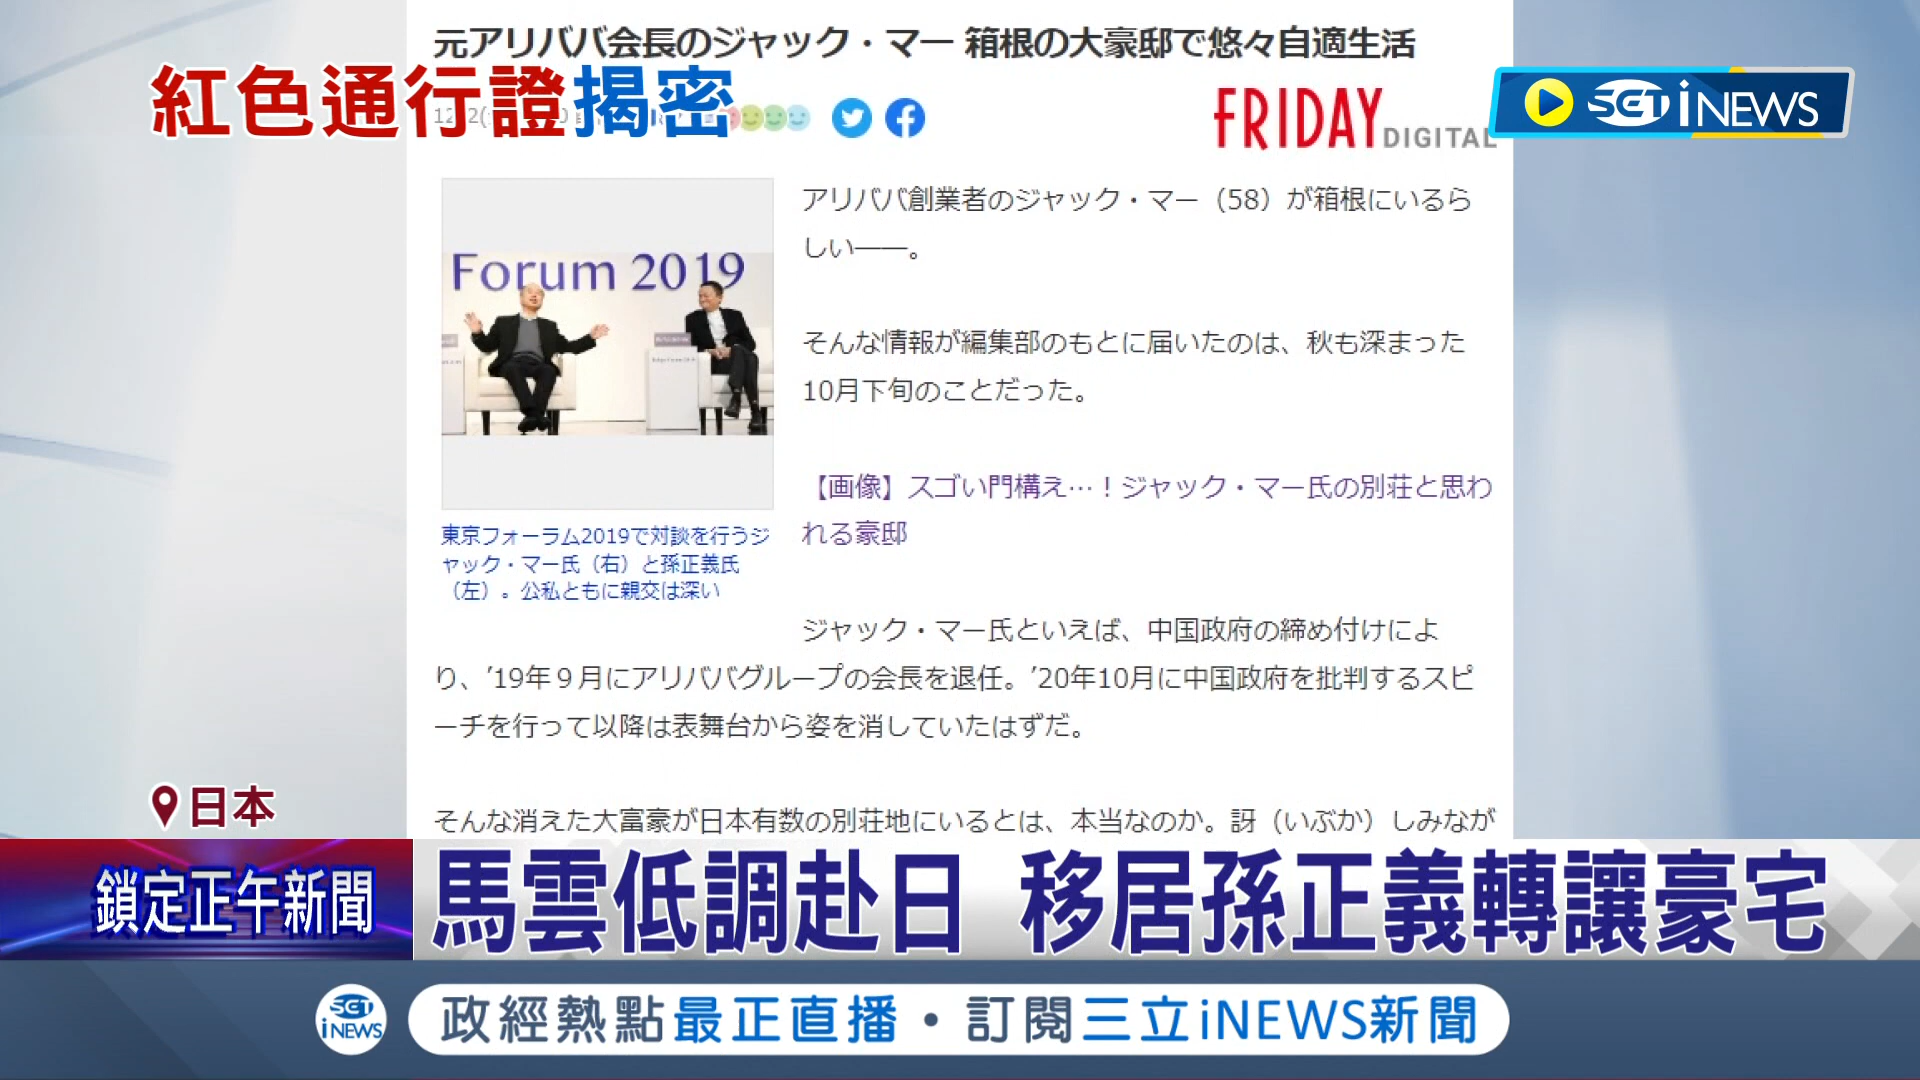 元アリババ会長のジャック・マー 箱根の大豪邸で悠々自適生活
紅色通行證揭密
FRIDAY DIGITAL
SET iNEWS
アリババ創業者のジャック・マー（58）が箱根にいるら
しい――。
Forum 2019
そんな情報が編集部のもとに届いたのは、秋も深まった
10月下旬のことだった。
【画像】スゴい門構え…！ジャック・マー氏の別荘と思わ
れる豪邸
東京フォーラム2019で対談を行うジ
ャック・マー氏（右）と孫正義氏
（左）。公私ともに親交は深い
ジャック・マー氏といえば、中国政府の締め付けによ
り、’19年９月にアリババグループの会長を退任。’20年10月に中国政府を批判するスピ
ーチを行って以降は表舞台から姿を消していたはずだ。
そんな消えた大富豪が日本有数の別荘地にいるとは、本当なのか。訝（いぶか）しみなが
日本
鎖定正午新聞
馬雲低調赴日 移居孫正義轉讓豪宅
SET iNEWS
政經熱點最正直播・訂閱三立iNEWS新聞